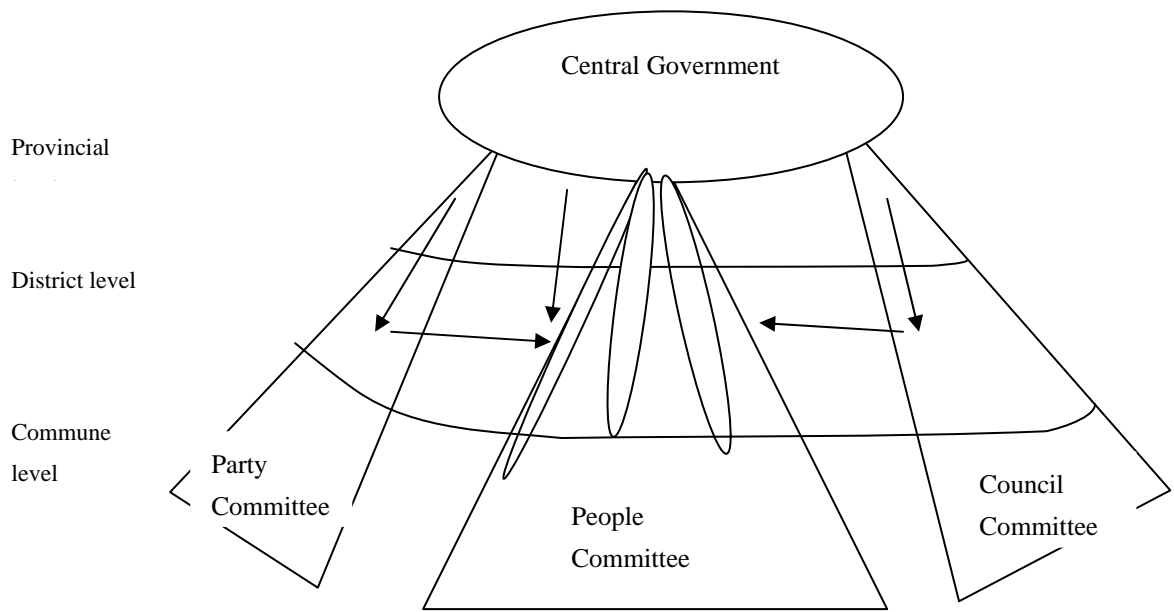 Central Government
Provincial
District level
Commune
level
Party
Committee
People
Committee
Council
Committee